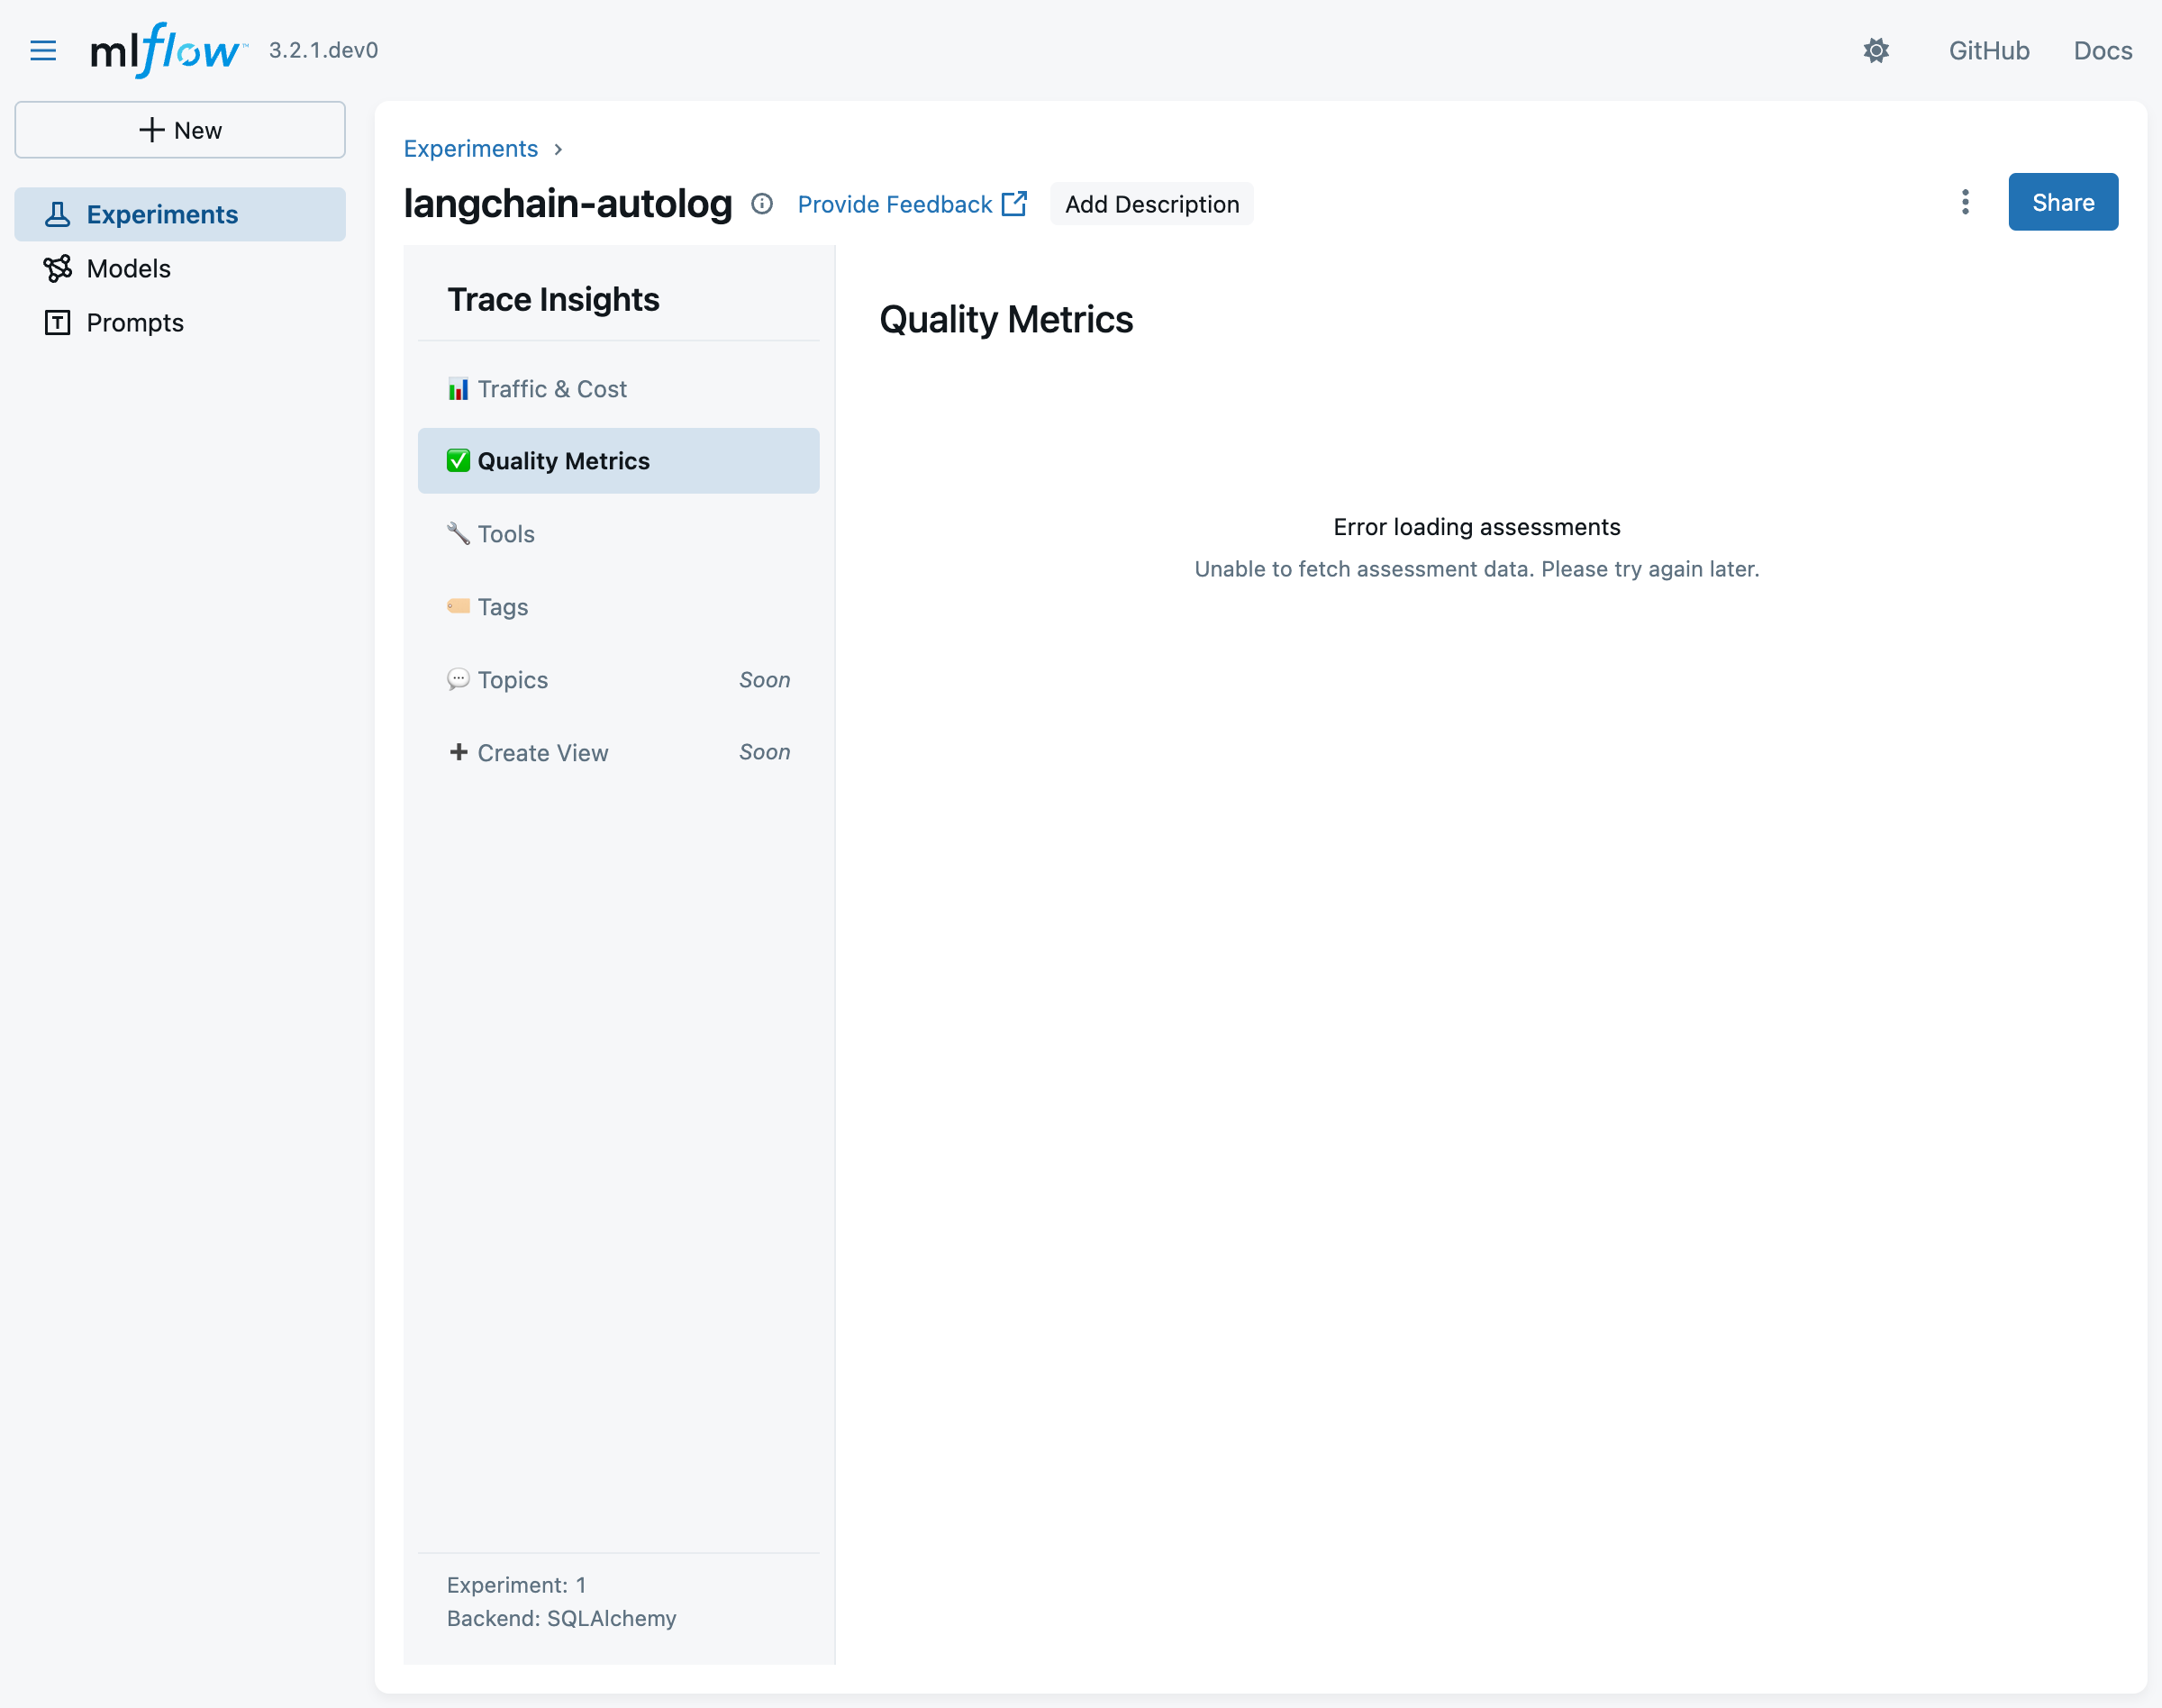 mlflow™ 3.2.1.dev0
GitHub
Docs
New
Experiments
Models
Prompts
Experiments ›
langchain-autolog
Provide Feedback
Add Description
Share
Trace Insights
Traffic & Cost
Quality Metrics
Tools
Tags
Topics Soon
Create View Soon
Experiment: 1
Backend: SQLAlchemy
Quality Metrics
Error loading assessments
Unable to fetch assessment data. Please try again later.